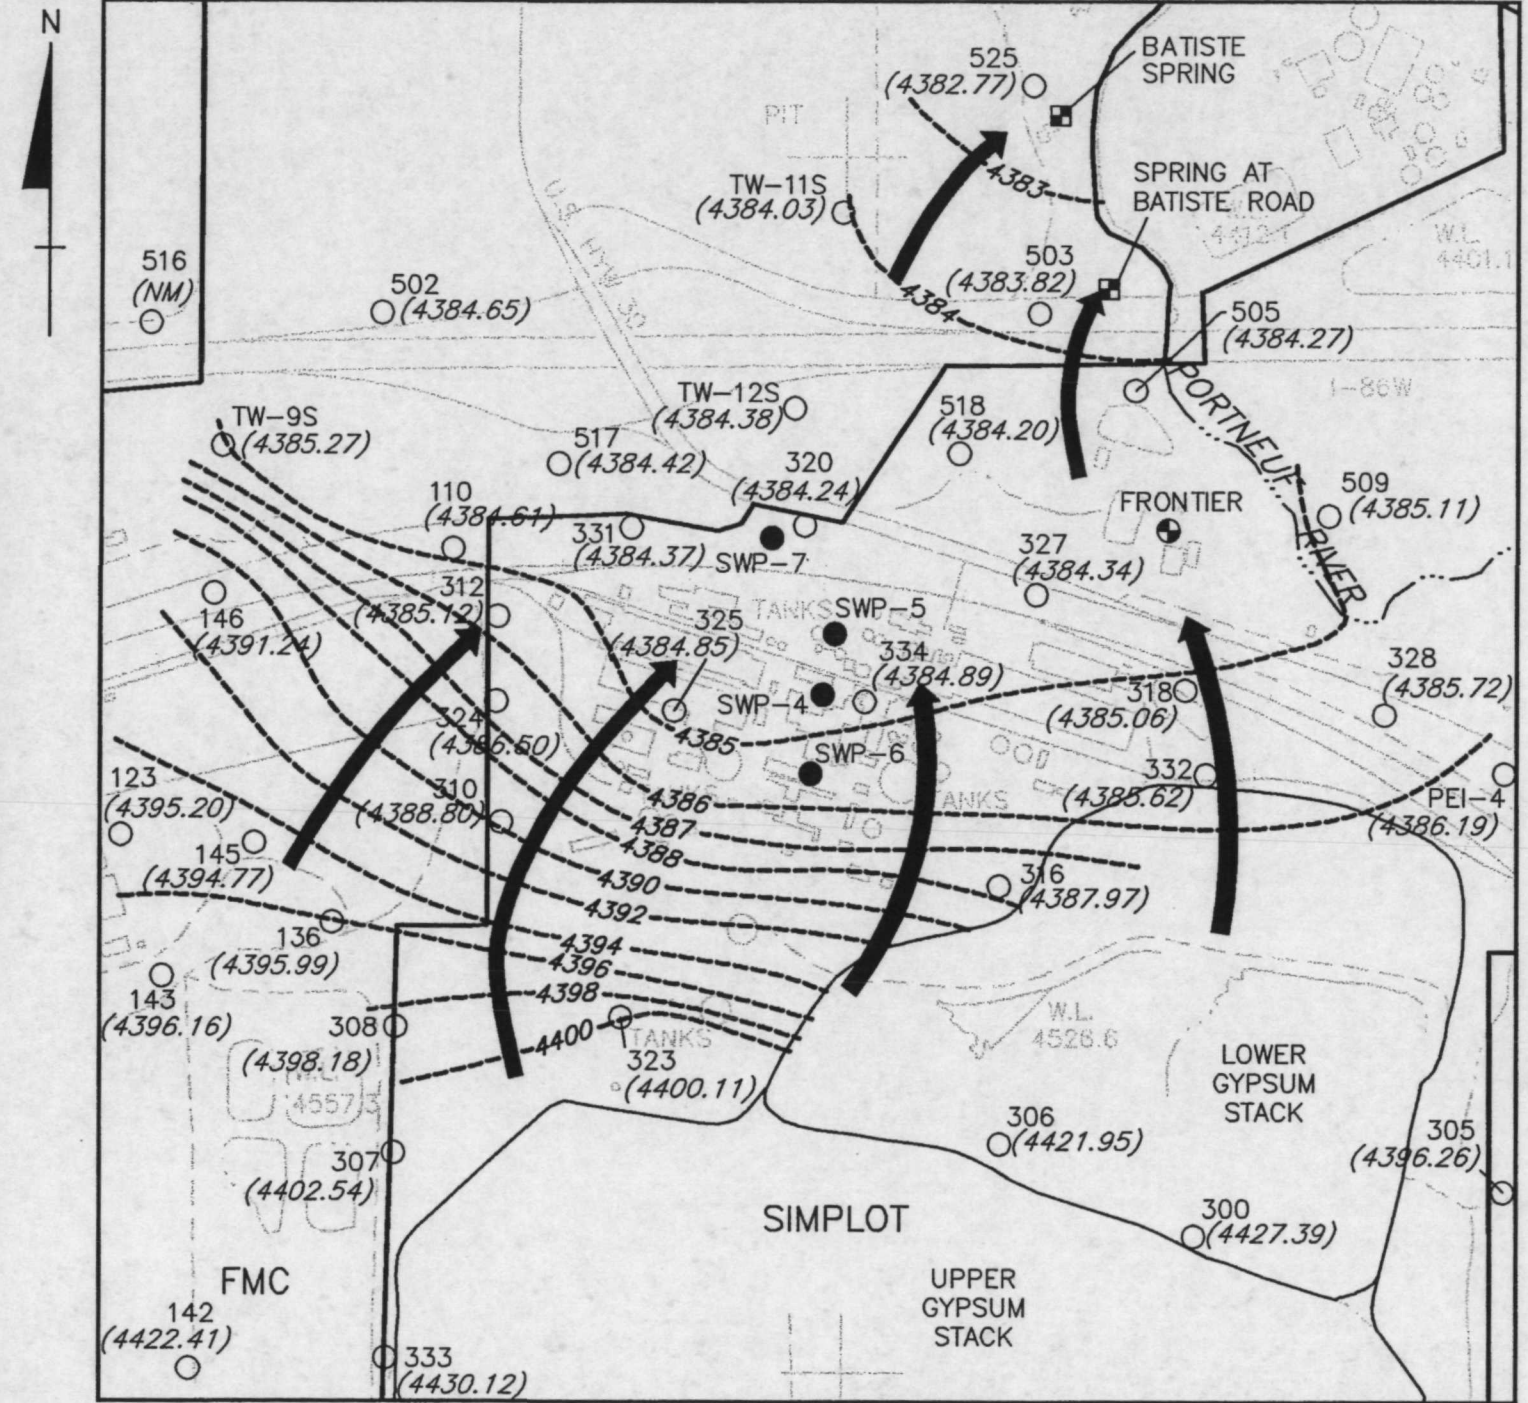 N
525
(4382.77)
BATISTE
SPRING
PIT
TW-11S
(4384.03)
4383
SPRING AT
BATISTE ROAD
W.L.
4401.1
516
(NM)
502
(4384.65)
U.S. HYW 30
503
(4383.82)
4384
505
(4384.27)
I-86W
TW-12S
(4384.38)
518
(4384.20)
PORTNEUF RIVER
TW-9S
(4385.27)
517
(4384.42)
320
(4384.24)
110
(4384.61)
331
(4384.37)
SWP-7
FRONTIER
509
(4385.11)
327
(4384.34)
312
(4385.12)
146
(4391.24)
TANKS
SWP-5
325
(4384.85)
334
(4384.89)
SWP-4
318
(4385.06)
328
(4385.72)
324
(4386.60)
4385
SWP-6
332
(4385.62)
PEI-4
(4386.19)
123
(4395.20)
310
(4388.80)
4386
TANKS
4387
4388
145
(4394.77)
4390
316
(4387.97)
4392
136
(4395.99)
4394
4396
143
(4396.16)
4398
308
(4398.18)
4400
TANKS
323
(4400.11)
W.L.
4526.6
W.L.
4557.3
LOWER
GYPSUM
STACK
306
(4421.95)
305
(4396.26)
307
(4402.54)
SIMPLOT
300
(4427.39)
FMC
UPPER
GYPSUM
STACK
142
(4422.41)
333
(4430.12)